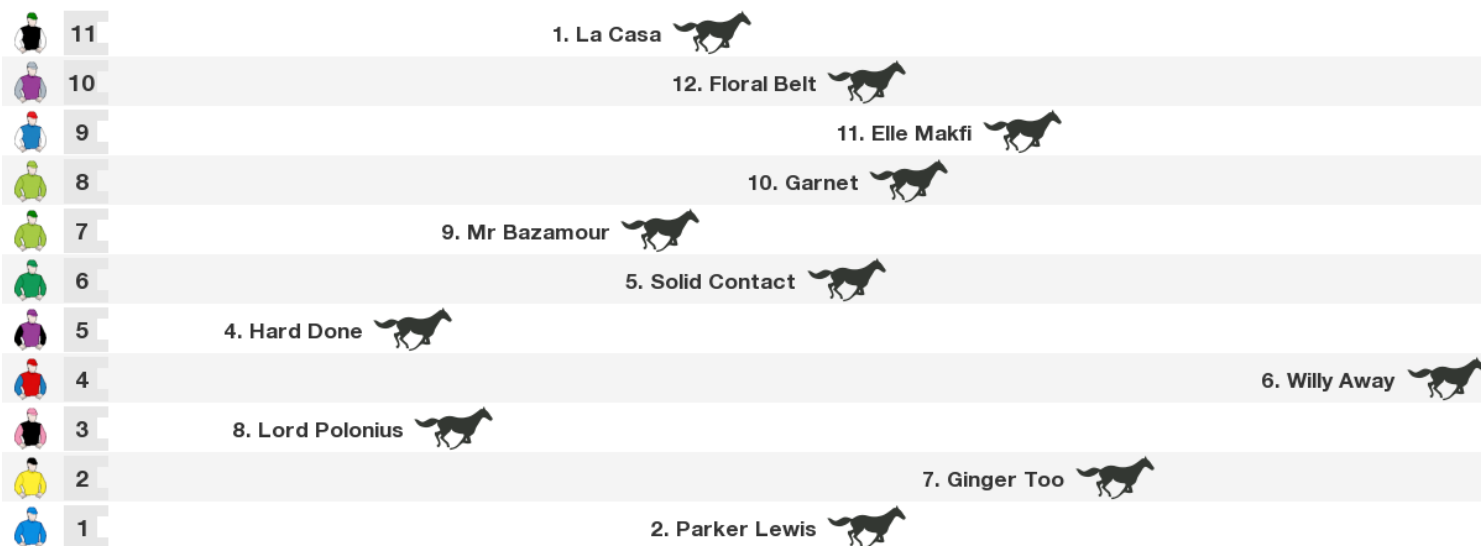 11 1. La Casa
10 12. Floral Belt
9 11. Elle Makfi
8 10. Garnet
7 9. Mr Bazamour
6 5. Solid Contact
5 4. Hard Done
4 6. Willy Away
3 8. Lord Polonius
2 7. Ginger Too
1 2. Parker Lewis